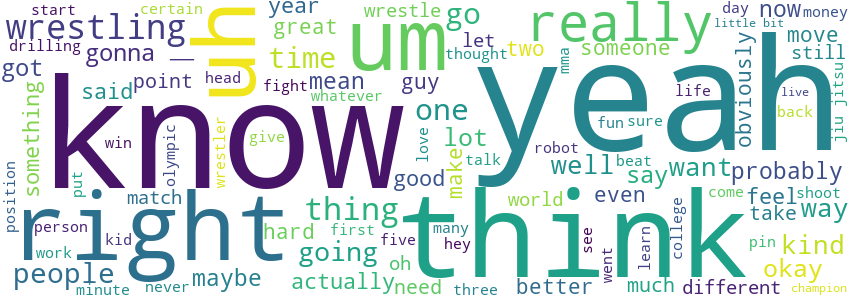 start certain year wrestle go day now money
wrestling uh great um let really little bit move
drilling gonna time thought two someone mma still
got — point head mean guy obviously
said fight whatever know yeah life live
something win give one fun sure back jiu jitsu
olympic wrestler love lot talk robot beat
position put good make well say want probably
right match thing world think even feel come shoot
person kid hard first many hey see take way
people work going five oh went learn college pin kind
minute never maybe actually need three better much different okay
champion